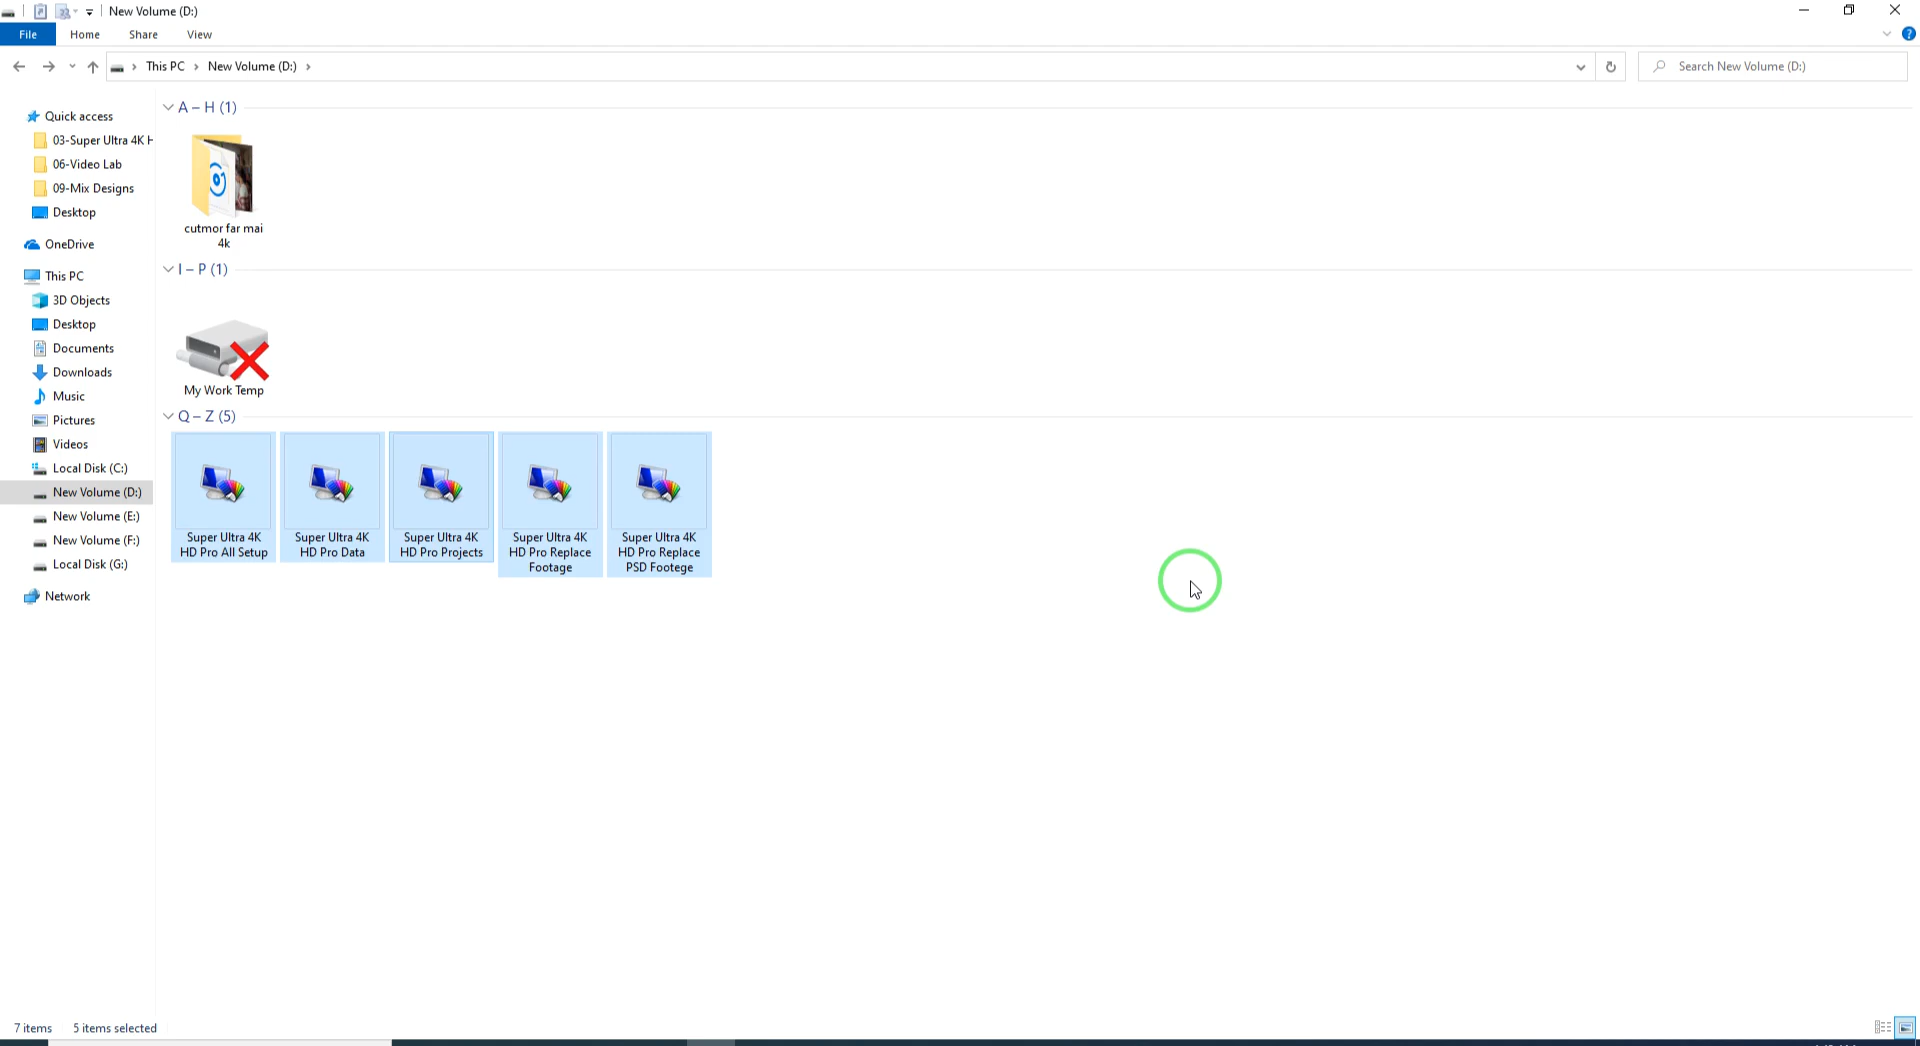 New Volume (D:)
File Home Share View
This PC New Volume (D:)
Search New Volume (D:)
Quick access
03-Super Ultra 4K H
06-Video Lab
09-Mix Designs
Desktop
OneDrive
This PC
3D Objects
Desktop
Documents
Downloads
Music
Pictures
Videos
Local Disk (C:)
New Volume (D:)
New Volume (E:)
New Volume (F:)
Local Disk (G:)
Network
A – H (1)
cutmor far mai
4k
I – P (1)
My Work Temp
Q – Z (5)
Super Ultra 4K
HD Pro All Setup
Super Ultra 4K
HD Pro Data
Super Ultra 4K
HD Pro Projects
Super Ultra 4K
HD Pro Replace
Footage
Super Ultra 4K
HD Pro Replace
PSD Footege
7 items 5 items selected